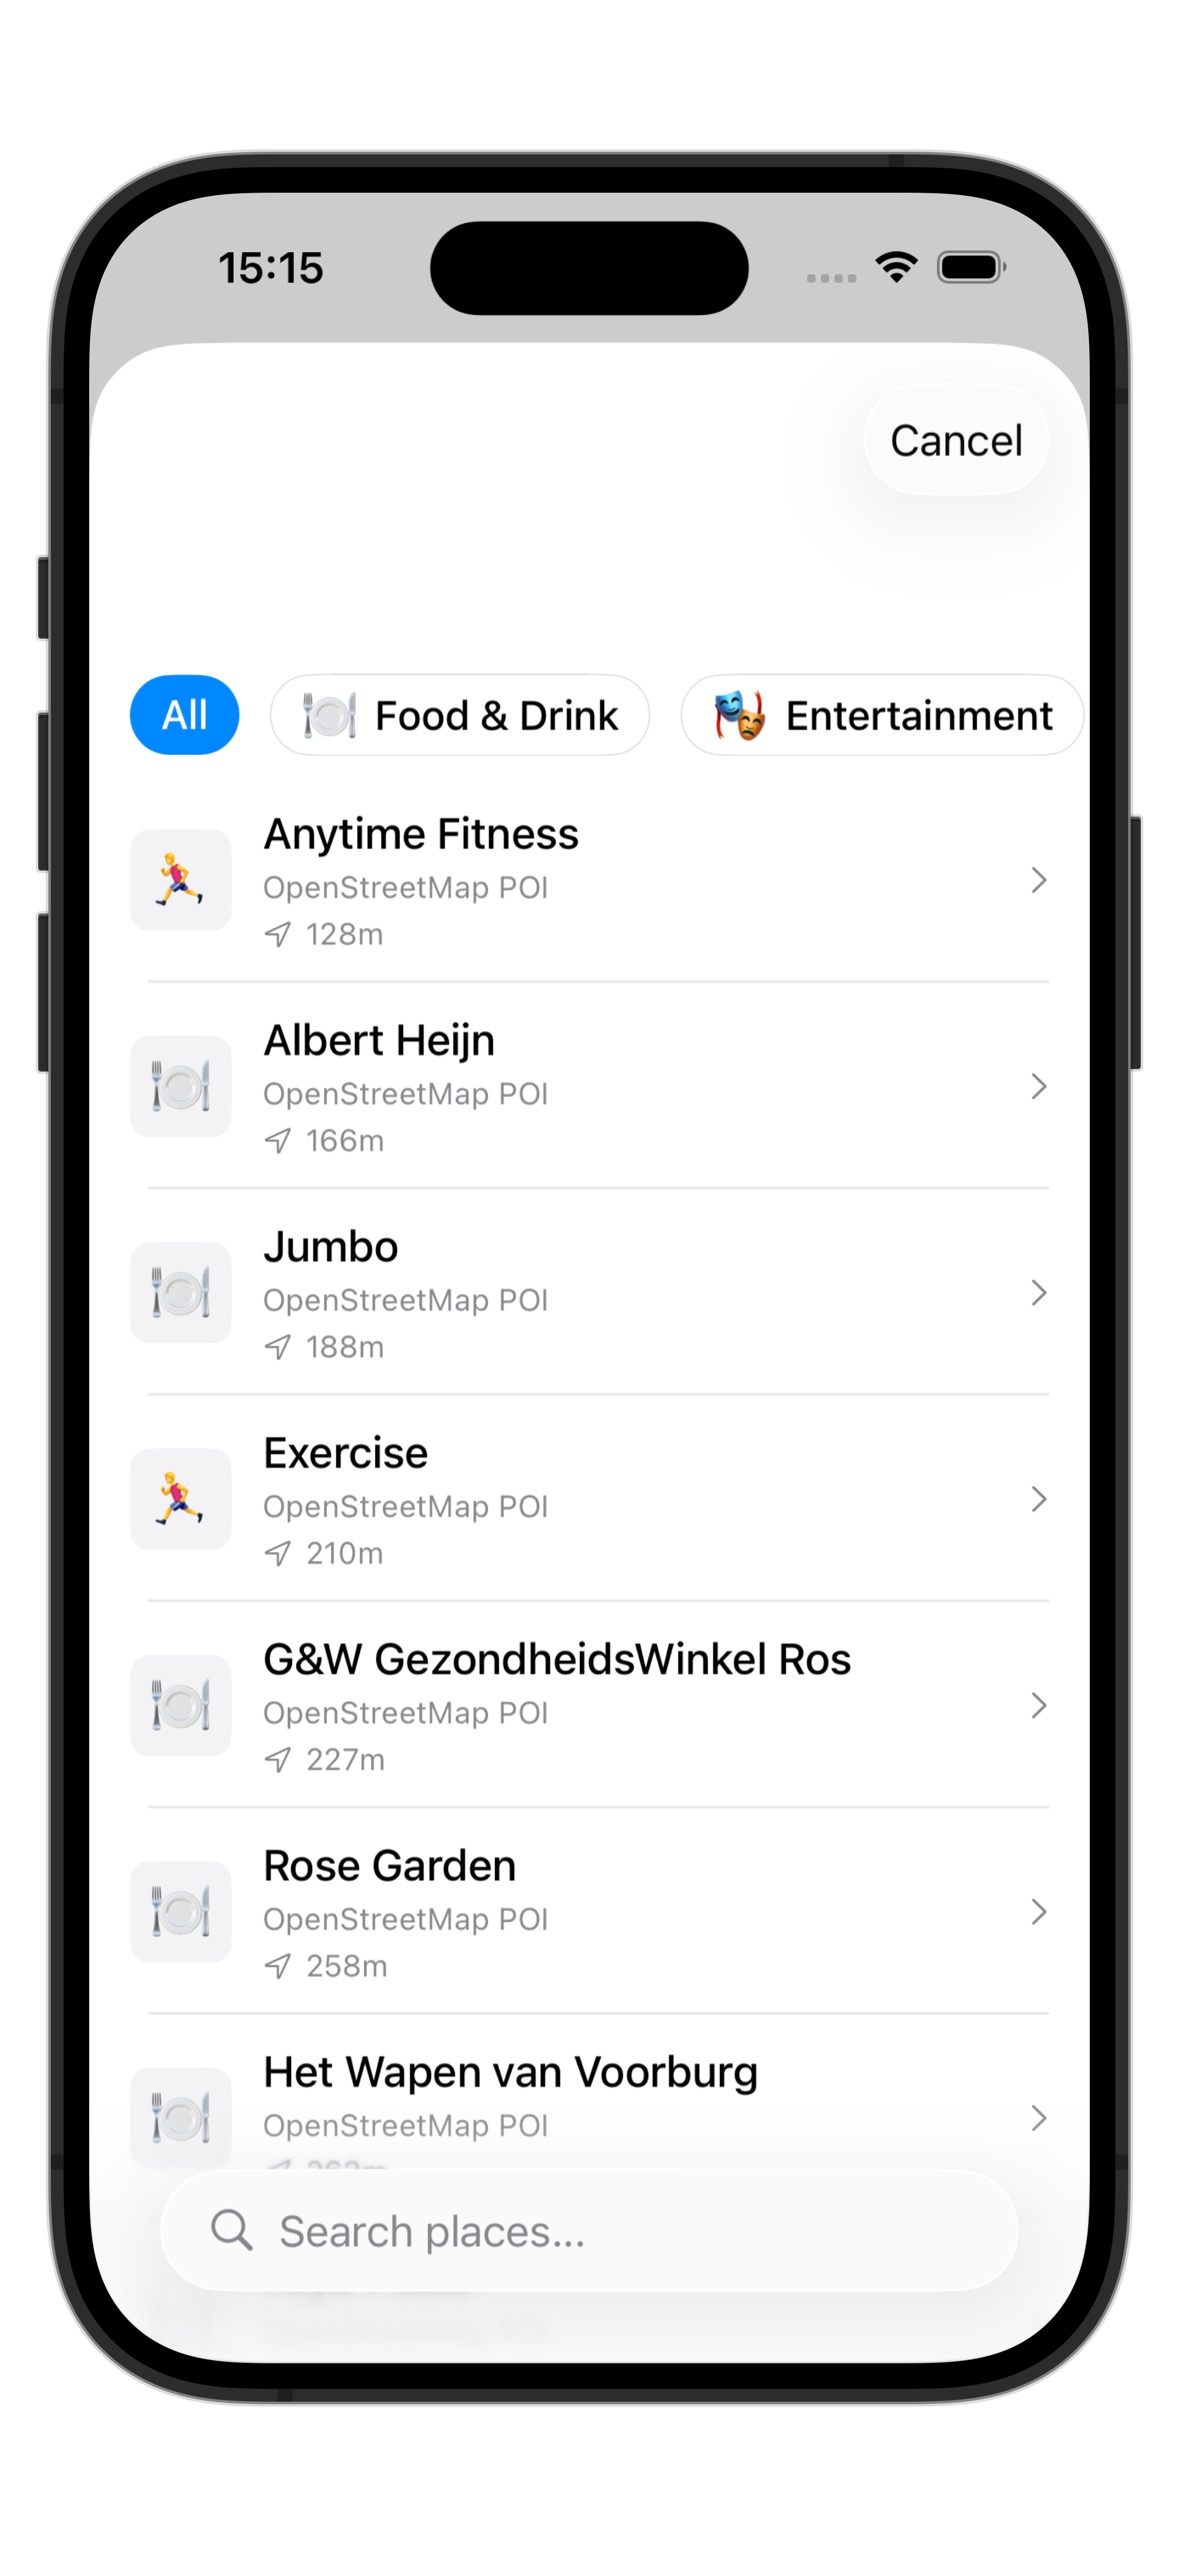 15:15
Cancel
All
Food & Drink
Entertainment
Anytime Fitness
OpenStreetMap POI
128m
Albert Heijn
OpenStreetMap POI
166m
Jumbo
OpenStreetMap POI
188m
Exercise
OpenStreetMap POI
210m
G&W GezondheidsWinkel Ros
OpenStreetMap POI
227m
Rose Garden
OpenStreetMap POI
258m
Het Wapen van Voorburg
OpenStreetMap POI
Search places...